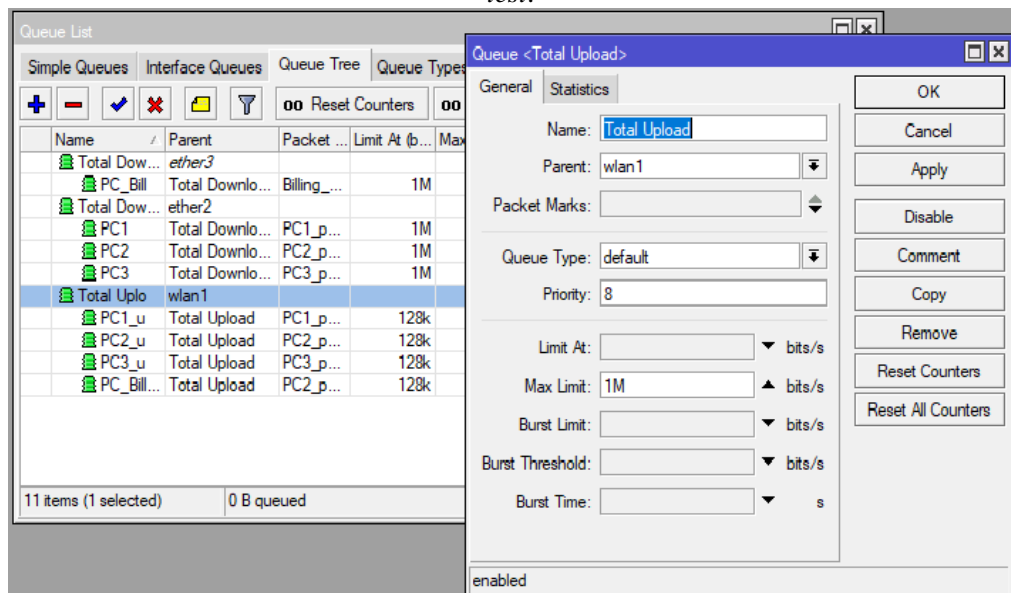 test.
Queue List
Simple Queues Interface Queues Queue Tree Queue Types
00 Reset Counters 00
Name / Parent Packet ... Limit At (b... Max
Total Dow... ether3
PC_Bill Total Downlo... Billing_... 1M
Total Dow... ether2
PC1 Total Downlo... PC1_p... 1M
PC2 Total Downlo... PC2_p... 1M
PC3 Total Downlo... PC3_p... 1M
Total Uplo wlan1
PC1_u Total Upload PC1_p... 128k
PC2_u Total Upload PC2_p... 128k
PC3_u Total Upload PC3_p... 128k
PC_Bill... Total Upload PC2_p... 128k
11 items (1 selected) 0 B queued
Queue <Total Upload>
General Statistics
Name: Total Upload
Parent: wlan1
Packet Marks:
Queue Type: default
Priority: 8
Limit At: bits/s
Max Limit: 1M bits/s
Burst Limit: bits/s
Burst Threshold: bits/s
Burst Time: s
enabled
OK
Cancel
Apply
Disable
Comment
Copy
Remove
Reset Counters
Reset All Counters